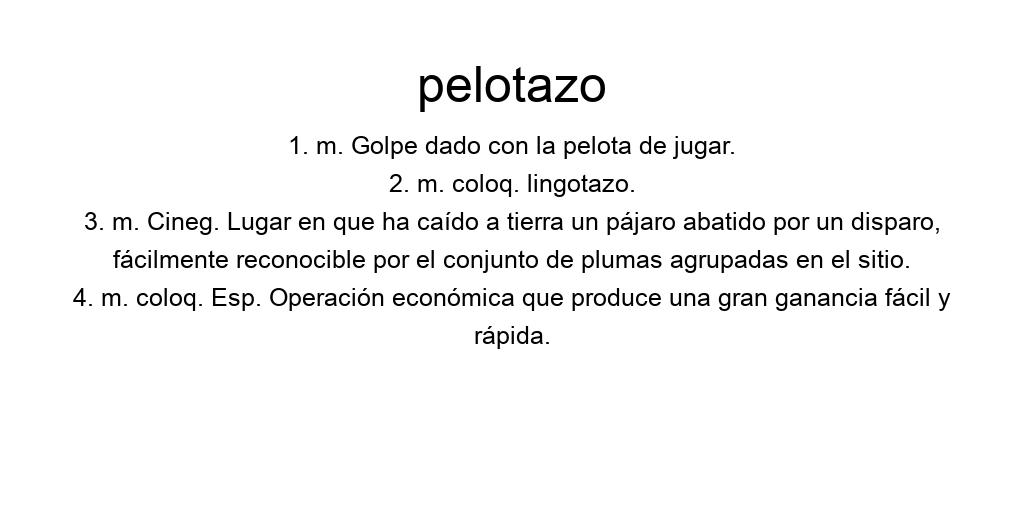 pelotazo
1. m. Golpe dado con la pelota de jugar.
2. m. coloq. lingotazo.
3. m. Cineg. Lugar en que ha caído a tierra un pájaro abatido por un disparo,
fácilmente reconocible por el conjunto de plumas agrupadas en el sitio.
4. m. coloq. Esp. Operación económica que produce una gran ganancia fácil y
rápida.